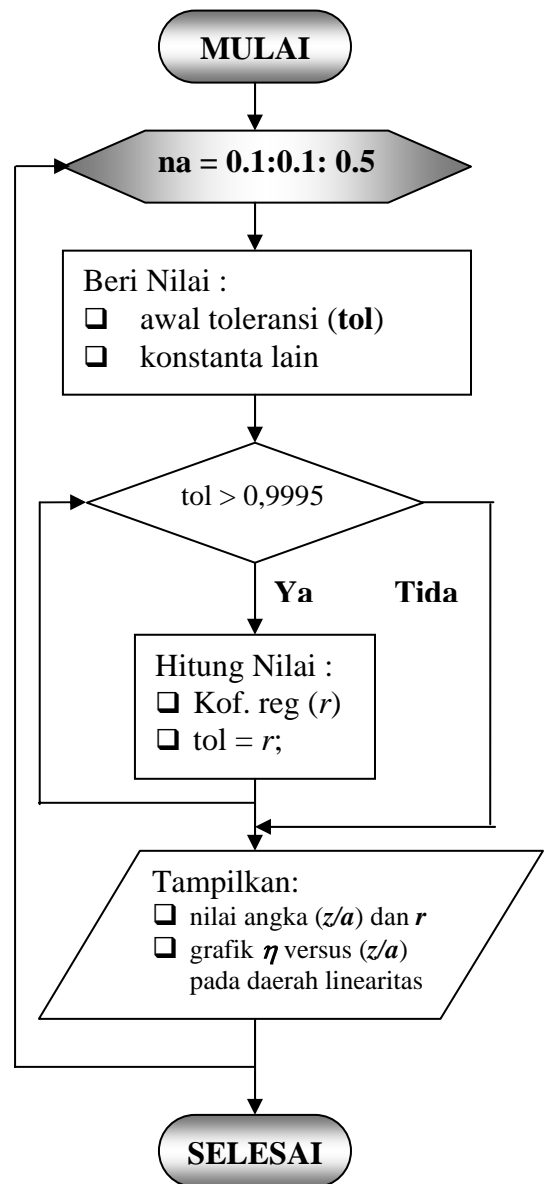 MULAI
na = 0.1:0.1: 0.5
Beri Nilai :
❑ awal toleransi (tol)
❑ konstanta lain
tol > 0,9995
Ya Tida
Hitung Nilai :
❑ Kof. reg (r)
❑ tol = r;
Tampilkan:
❑ nilai angka (z/a) dan r
❑ grafik η versus (z/a)
pada daerah linearitas
SELESAI